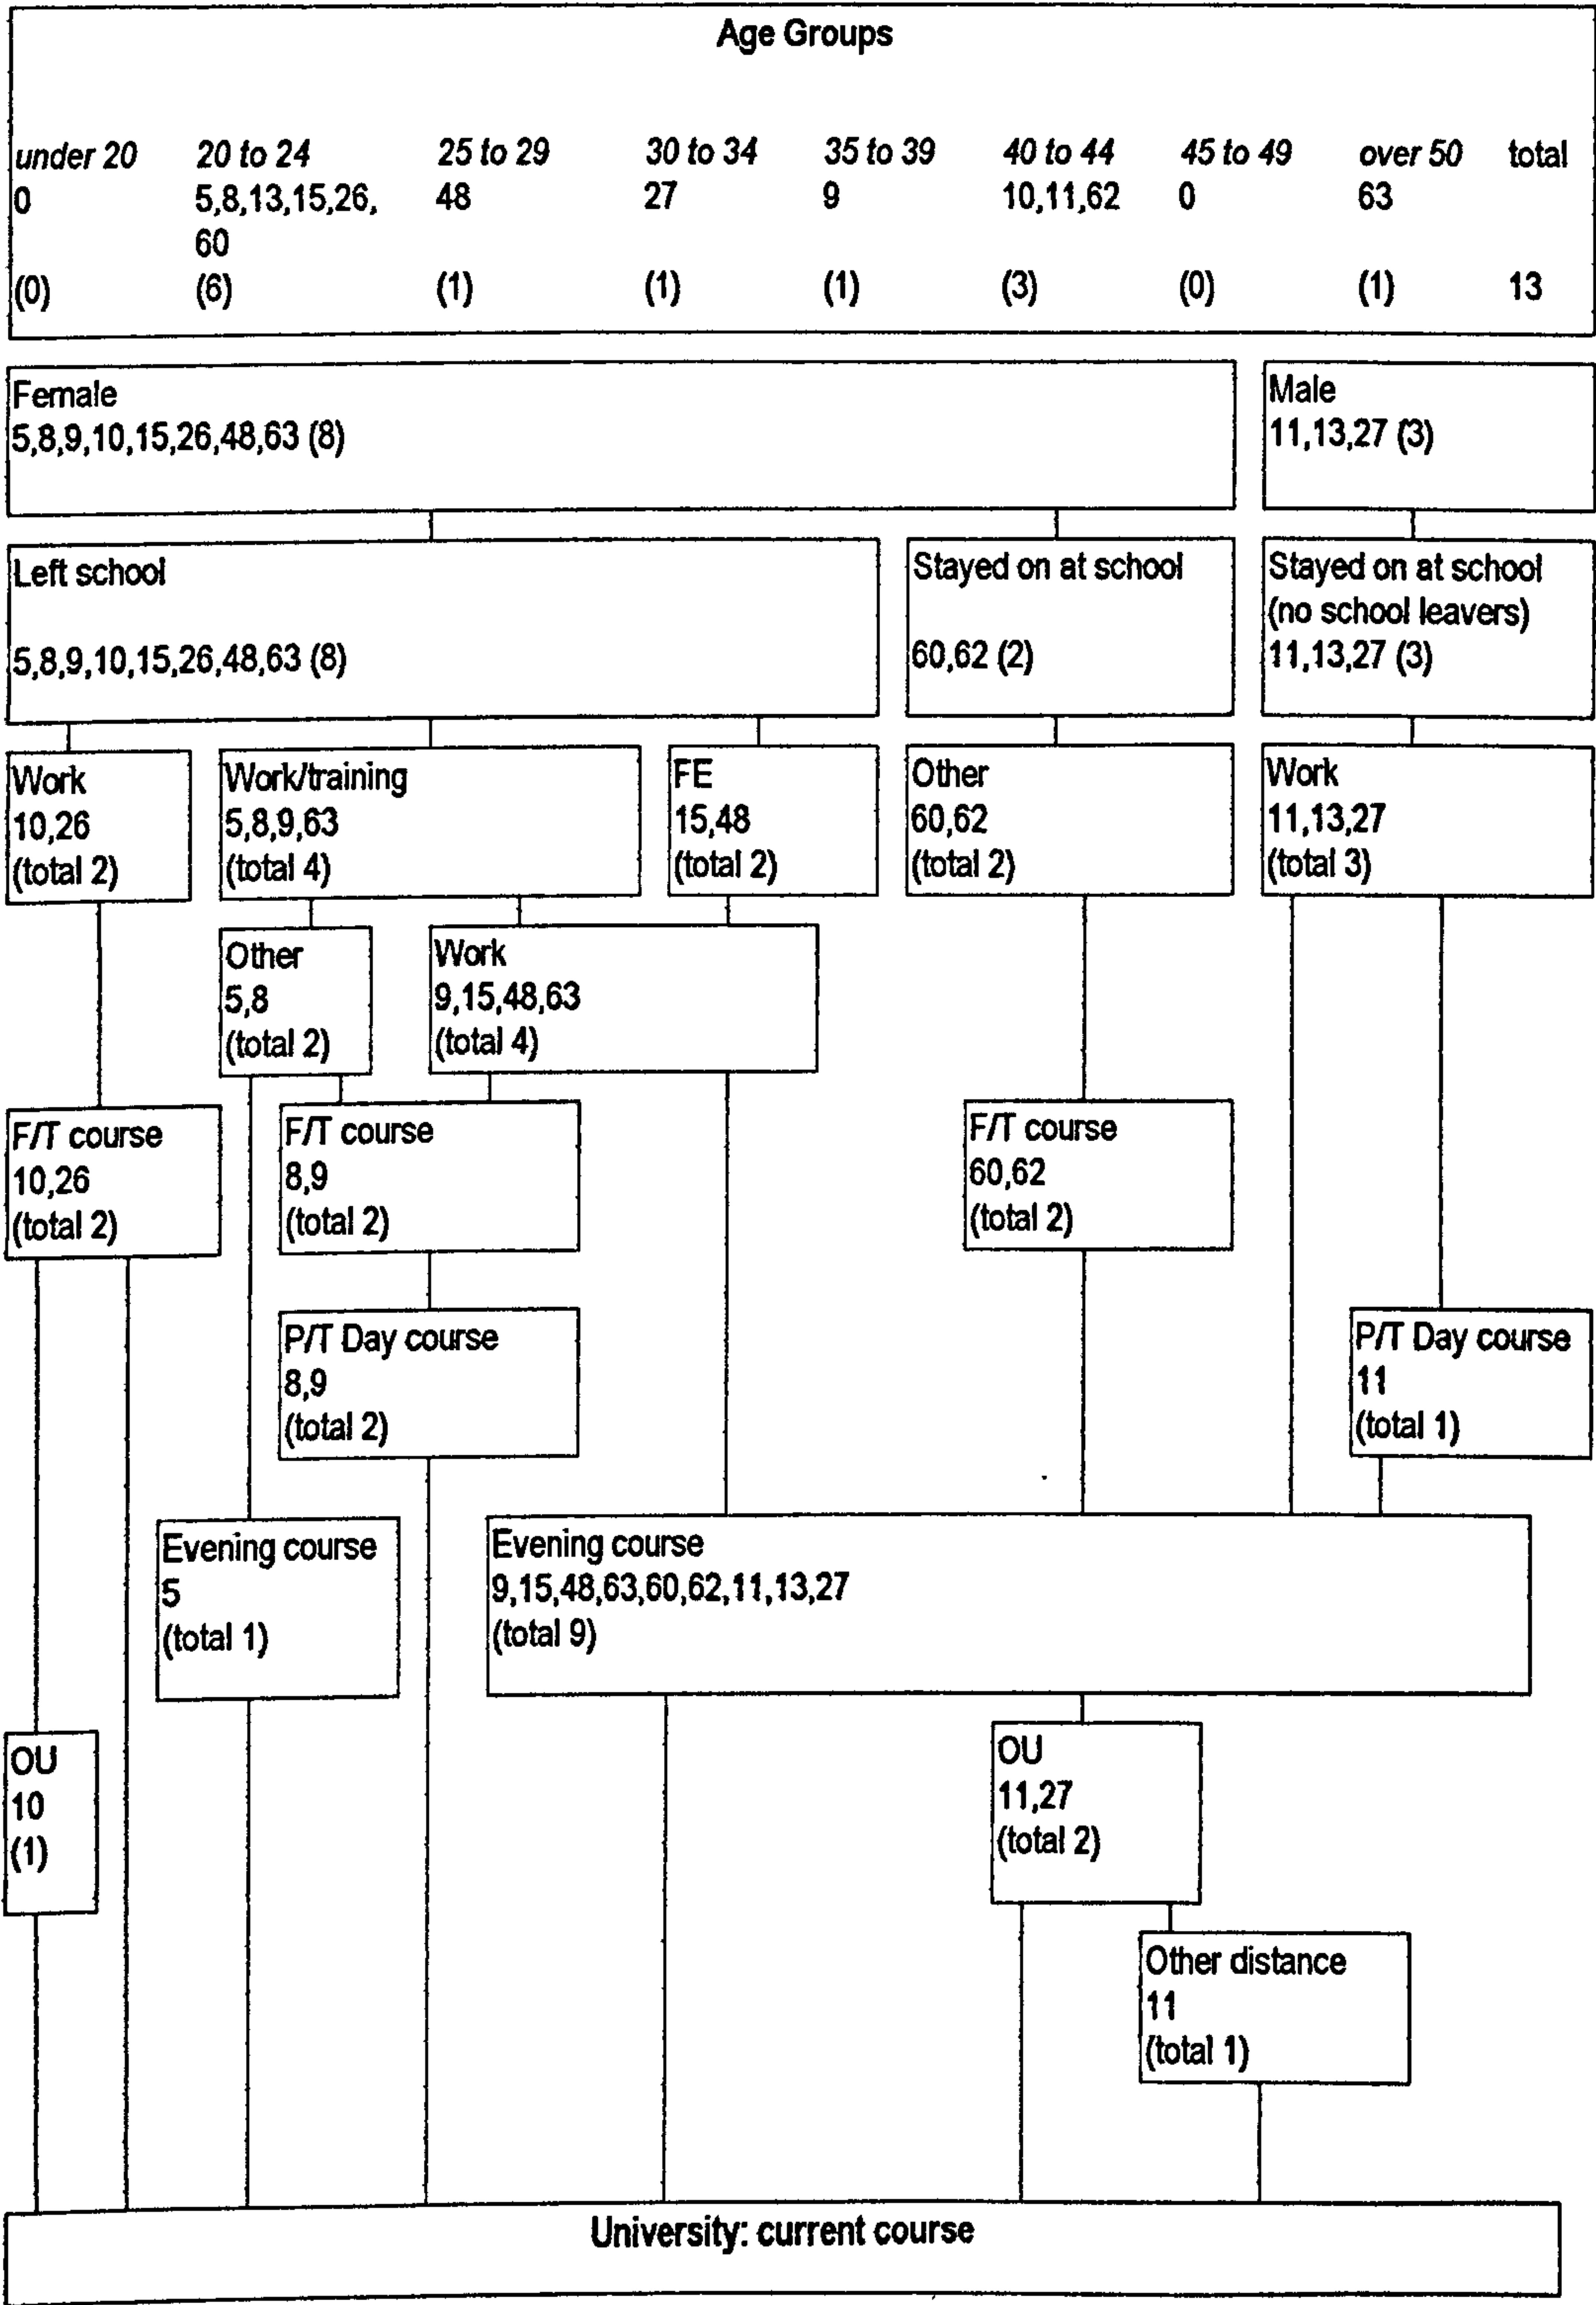 Age Groups
under 20 20 to 24 25 to 29 30 to 34 35 to 39 40 to 44 45 to 49 over 50 total
0 5,8,13,15,26, 48 27 9 10,11,62 0 63
60
(0) (6) (1) (1) (1) (3) (0) (1) 13
Female
5,8,9,10,15,26,48,63 (8)
Male
11,13,27 (3)
Left school
5,8,9,10,15,26,48,63 (8)
Stayed on at school
60,62 (2)
Stayed on at school
(no school leavers)
11,13,27 (3)
Work
10,26
(total 2)
Work/training
5,8,9,63
(total 4)
FE
15,48
(total 2)
Other
60,62
(total 2)
Work
11,13,27
(total 3)
Other
5,8
(total 2)
Work
9,15,48,63
(total 4)
F/T course
10,26
(total 2)
F/T course
8,9
(total 2)
F/T course
60,62
(total 2)
P/T Day course
8,9
(total 2)
P/T Day course
11
(total 1)
Evening course
5
(total 1)
Evening course
9,15,48,63,60,62,11,13,27
(total 9)
OU
10
(1)
OU
11,27
(total 2)
Other distance
11
(total 1)
University: current course